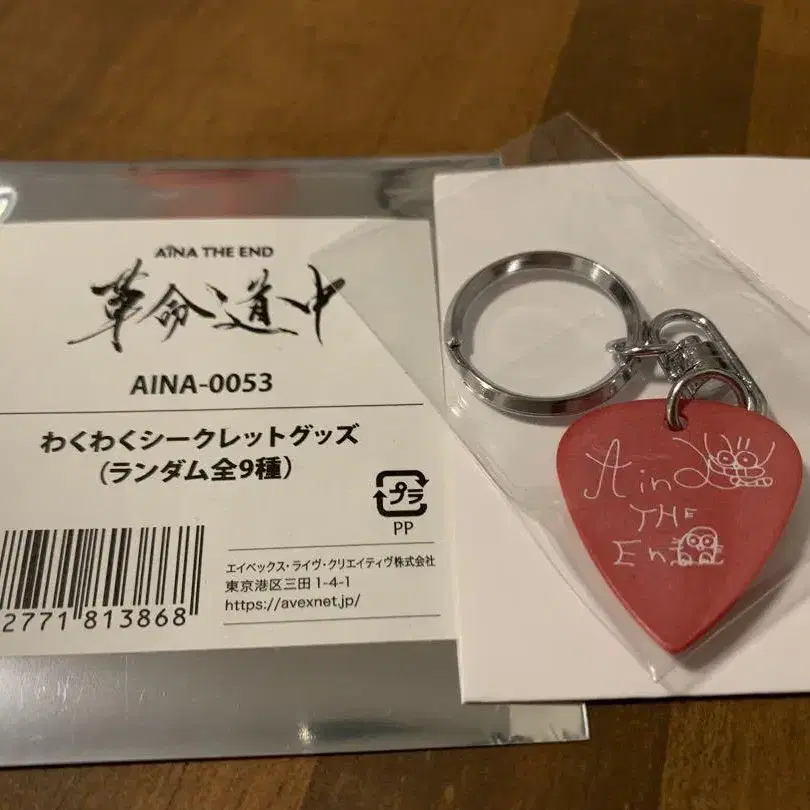 AiNA THE END
革命道中
AINA-0053
わくわくシークレットグッズ
(ランダム全9種)
プラ
PP
エイベックス・ライヴ・クリエイティヴ株式会社
東京港区三田1-4-1
https://avexnet.jp/
2771 813868
AinA
THE
End